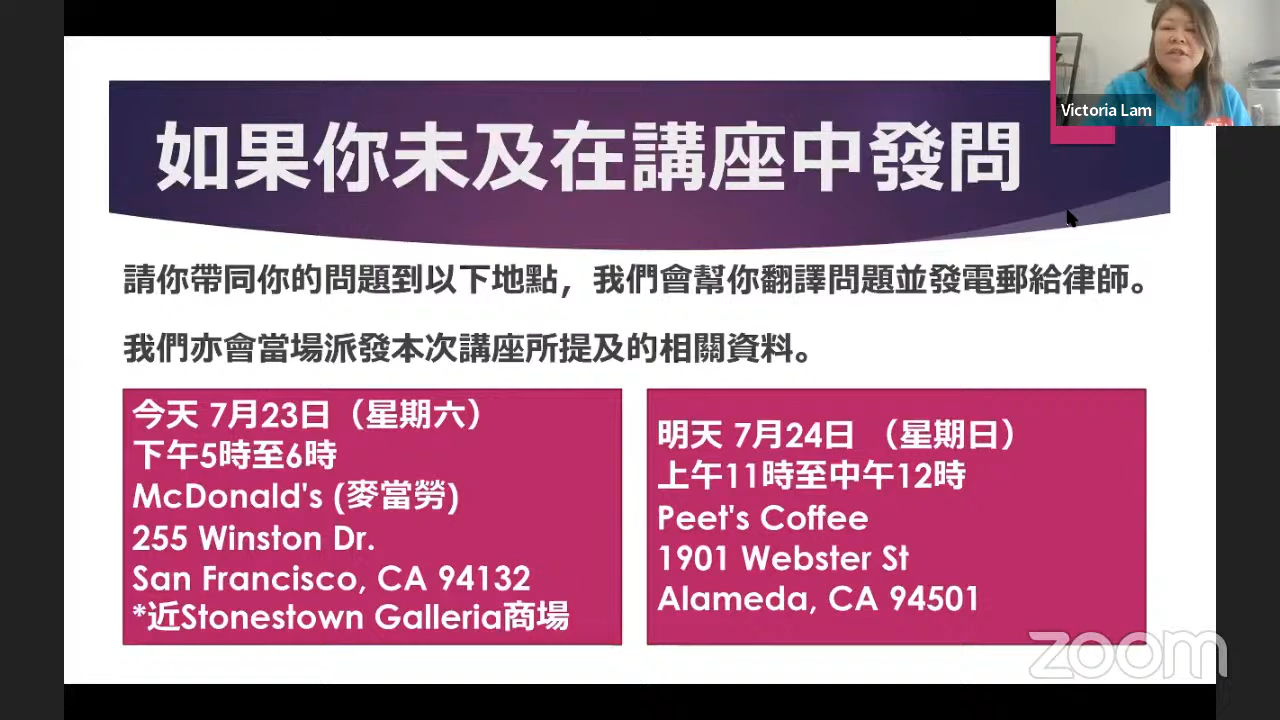 Victoria Lam
如果你未及在講座中發問
請你帶同你的問題到以下地點，我們會幫你翻譯問題並發電郵給律師。
我們亦會當場派發本次講座所提及的相關資料。
今天 7月23日（星期六）
下午5時至6時
McDonald's (麥當勞)
255 Winston Dr.
San Francisco, CA 94132
*近Stonestown Galleria商場
明天 7月24日 （星期日）
上午11時至中午12時
Peet's Coffee
1901 Webster St
Alameda, CA 94501
zoom